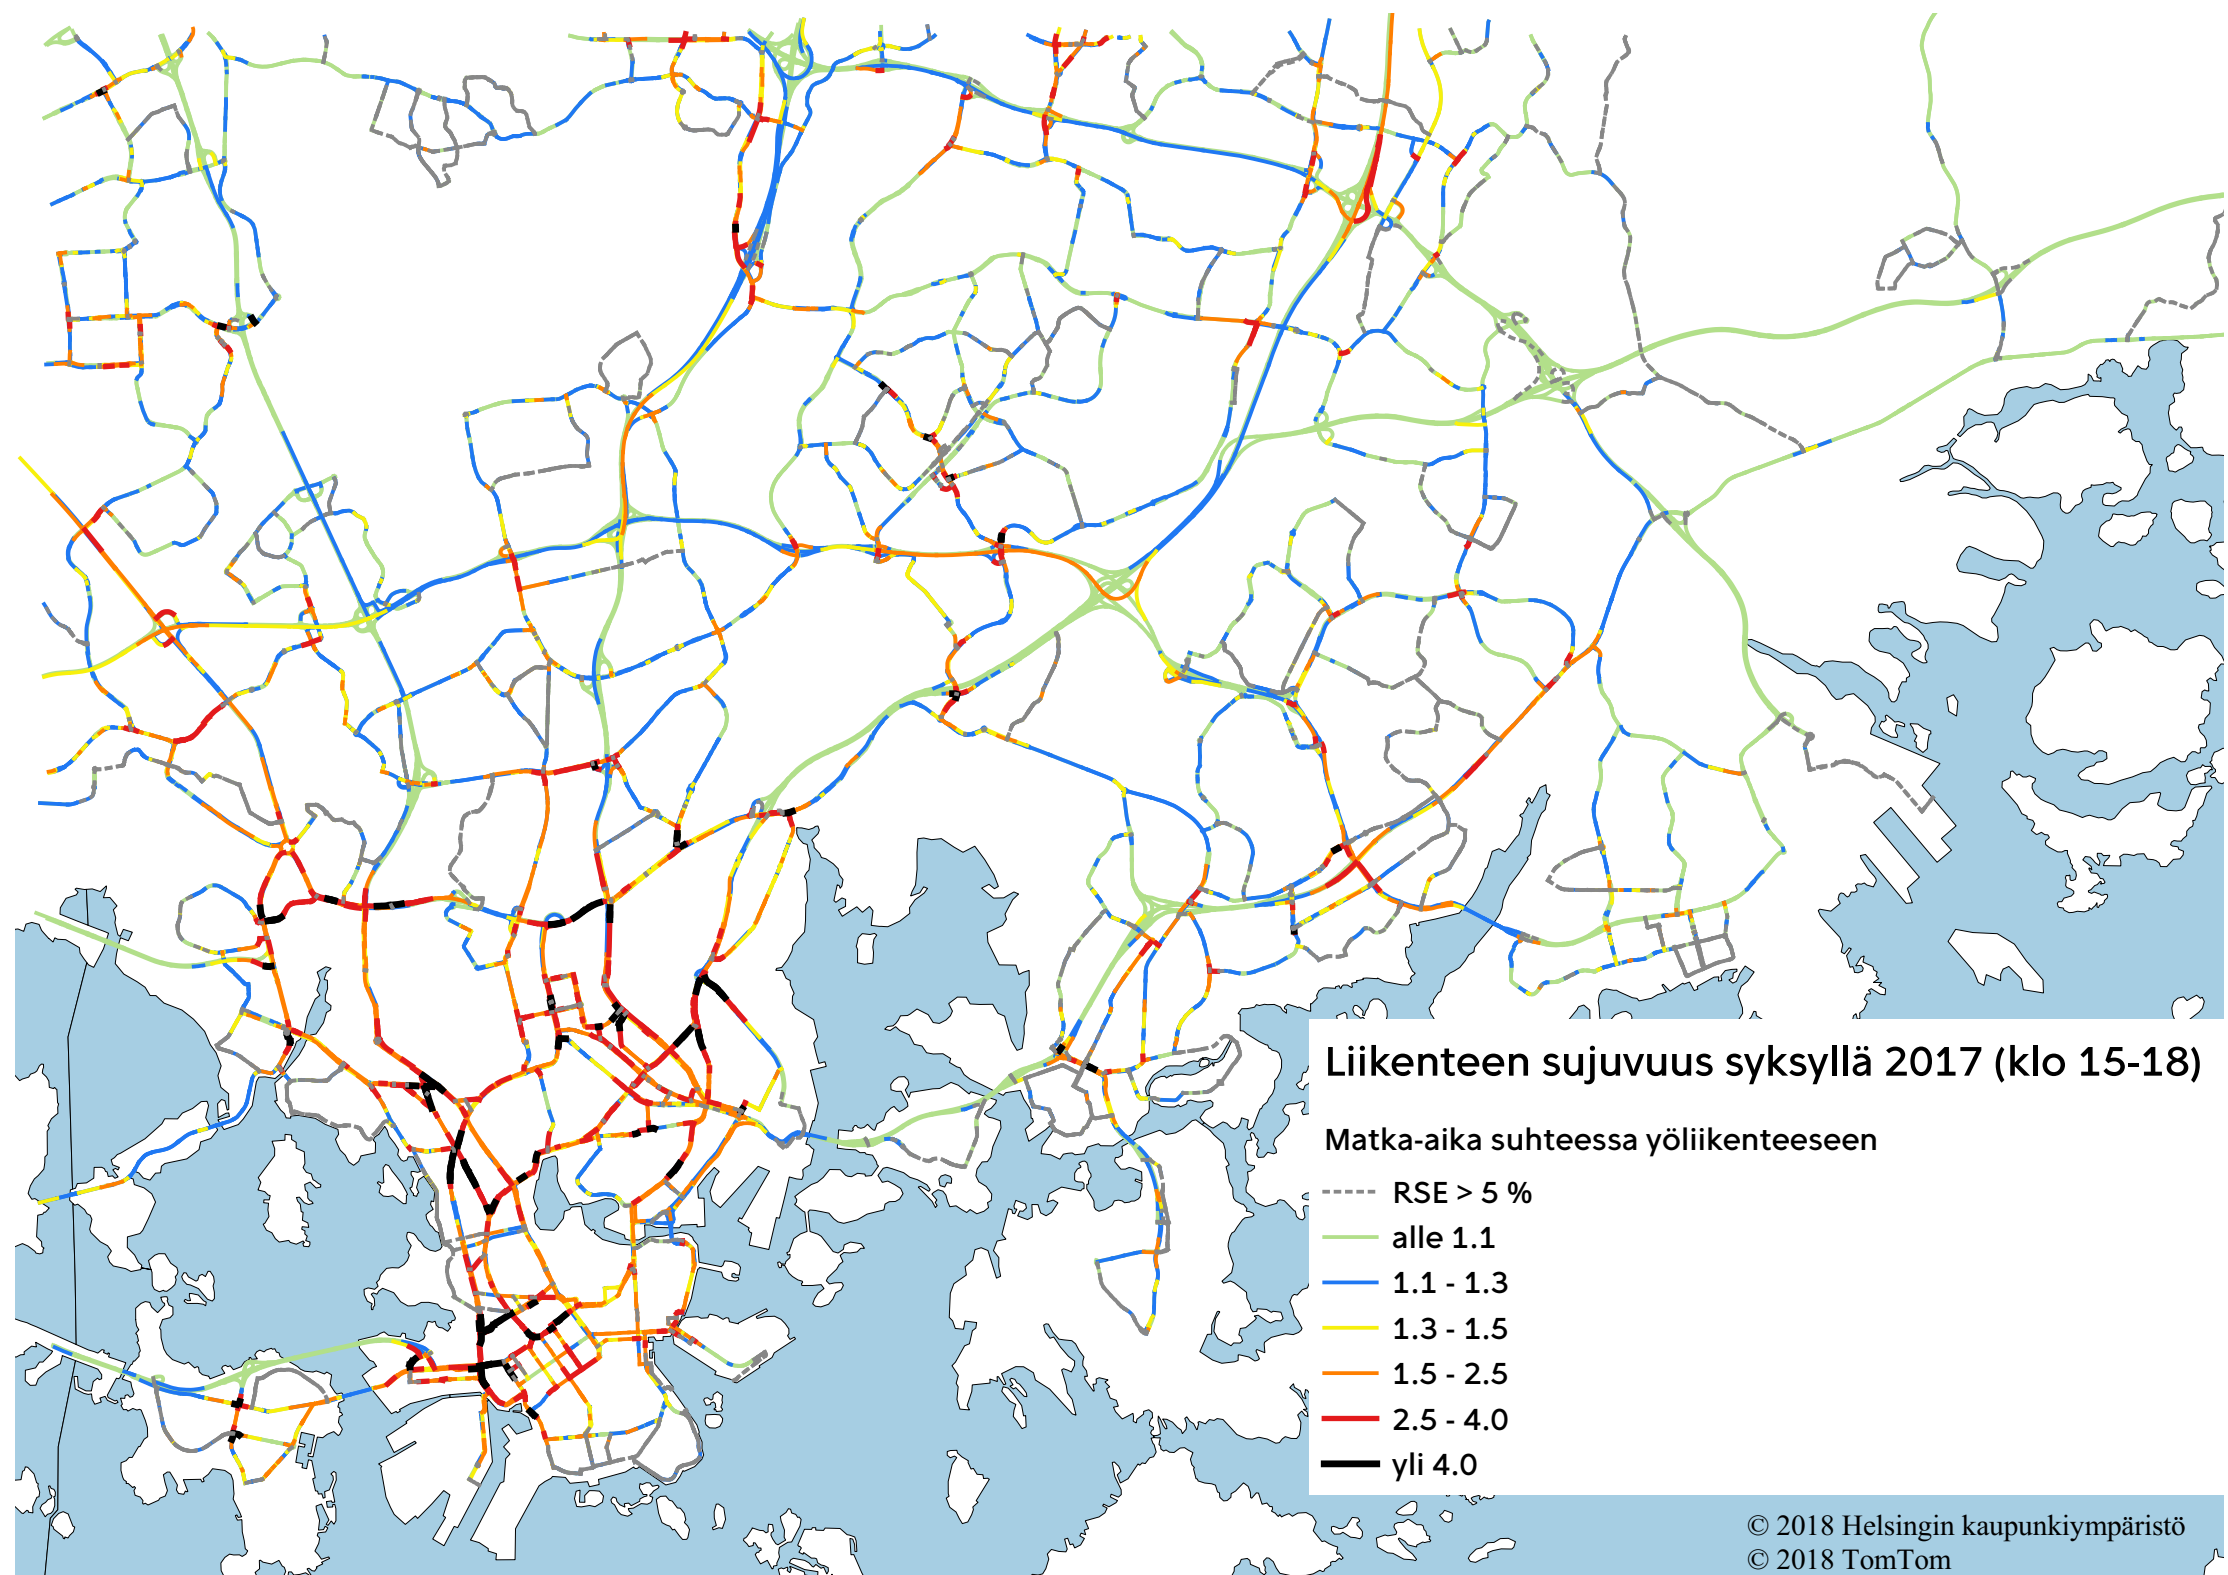 Liikenteen sujuvuus syksyllä 2017 (klo 15-18)
Matka-aika suhteessa yöliikenteeseen
RSE > 5 %
alle 1.1
1.1 - 1.3
1.3 - 1.5
1.5 - 2.5
2.5 - 4.0
yli 4.0
© 2018 Helsingin kaupunkiympäristö
© 2018 TomTom